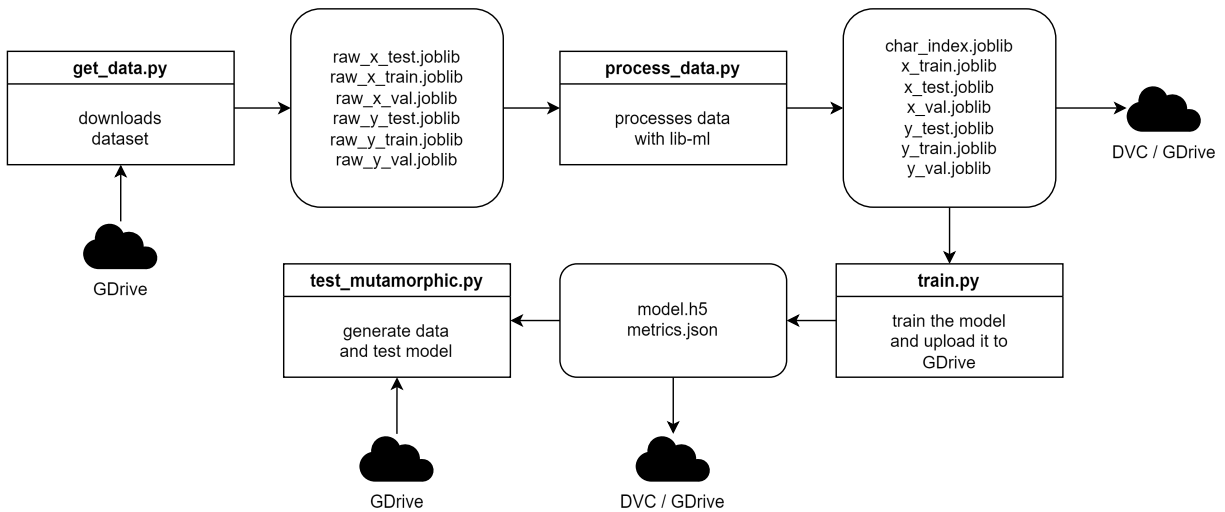 get_data.py
downloads
dataset
GDrive
raw_x_test.joblib
raw_x_train.joblib
raw_x_val.joblib
raw_y_test.joblib
raw_y_train.joblib
raw_y_val.joblib
process_data.py
processes data
with lib-ml
char_index.joblib
x_train.joblib
x_test.joblib
x_val.joblib
y_test.joblib
y_train.joblib
y_val.joblib
DVC / GDrive
train.py
train the model
and upload it to
GDrive
model.h5
metrics.json
DVC / GDrive
test_mutamorphic.py
generate data
and test model
GDrive